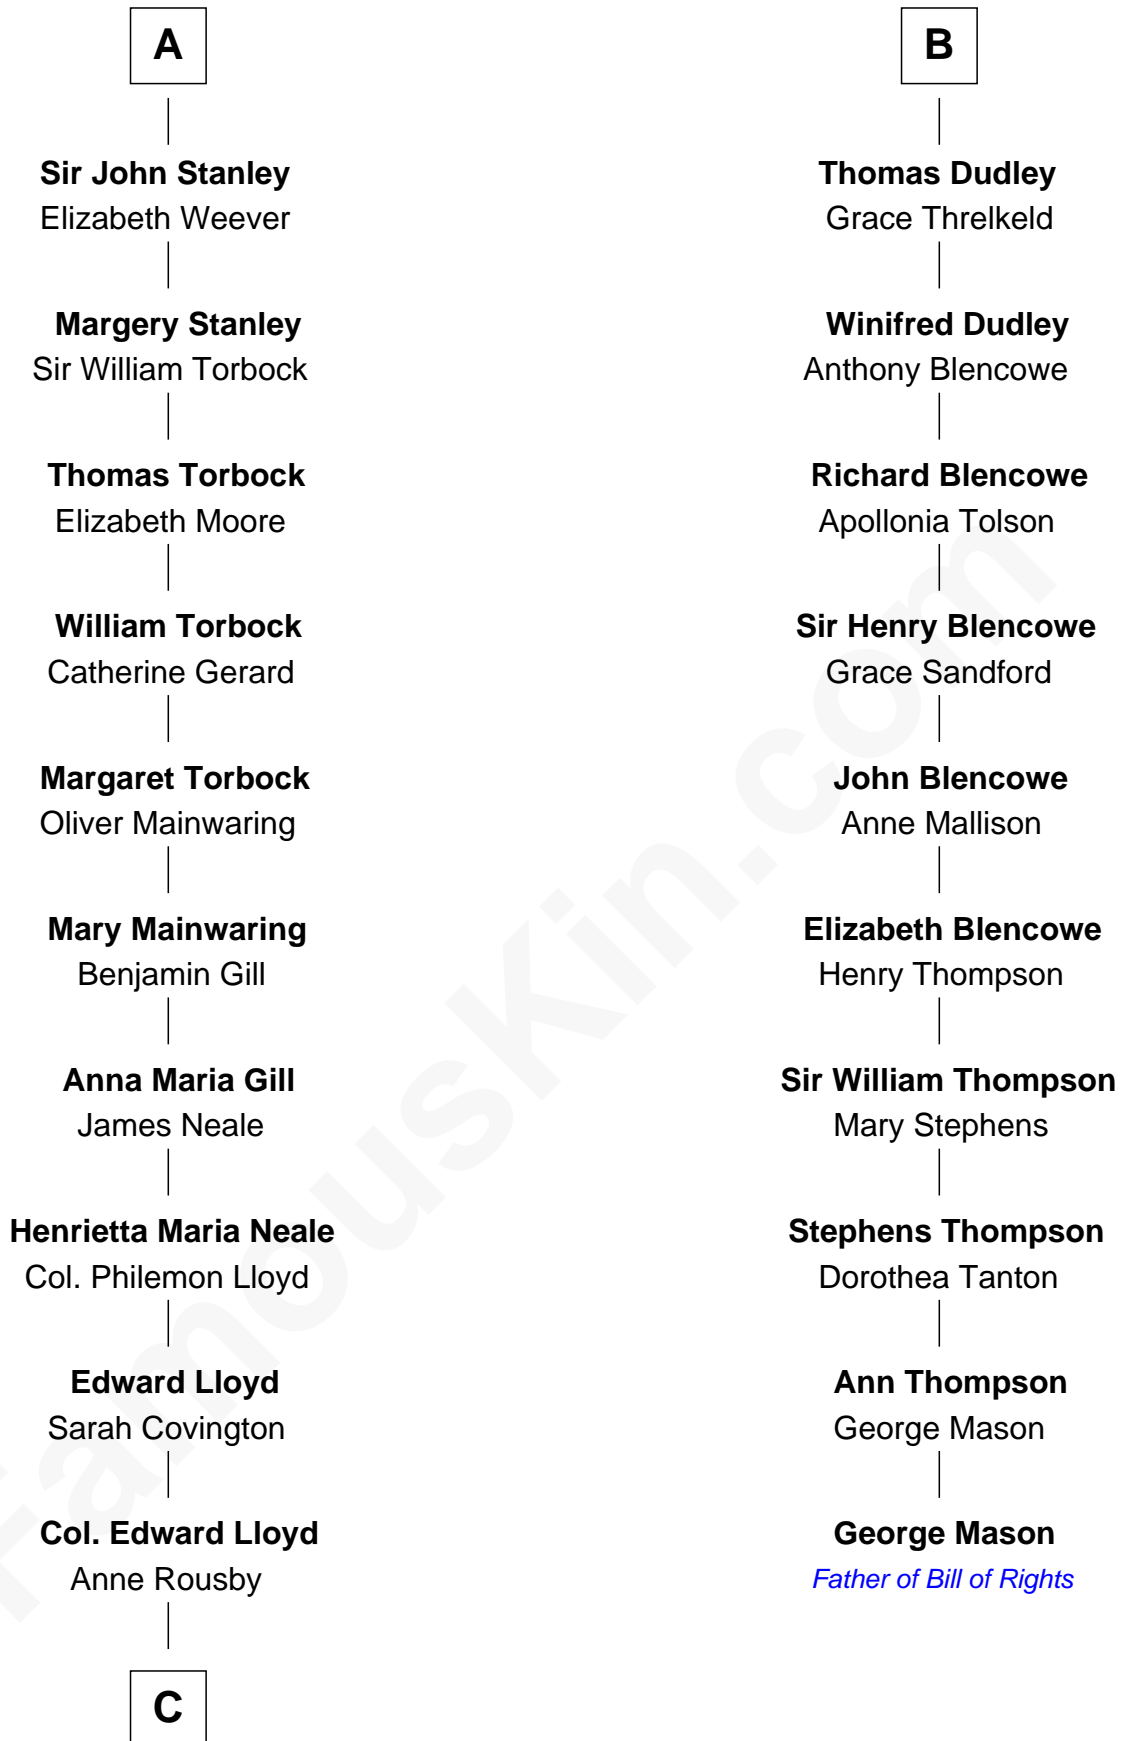 A
Sir John Stanley
Elizabeth Weever
Margery Stanley
Sir William Torbock
Thomas Torbock
Elizabeth Moore
William Torbock
Catherine Gerard
Margaret Torbock
Oliver Mainwaring
Mary Mainwaring
Benjamin Gill
Anna Maria Gill
James Neale
Henrietta Maria Neale
Col. Philemon Lloyd
Edward Lloyd
Sarah Covington
Col. Edward Lloyd
Anne Rousby
C
B
Thomas Dudley
Grace Threlkeld
Winifred Dudley
Anthony Blencowe
Richard Blencowe
Apollonia Tolson
Sir Henry Blencowe
Grace Sandford
John Blencowe
Anne Mallison
Elizabeth Blencowe
Henry Thompson
Sir William Thompson
Mary Stephens
Stephens Thompson
Dorothea Tanton
Ann Thompson
George Mason
George Mason
Father of Bill of Rights
FamousKin.com